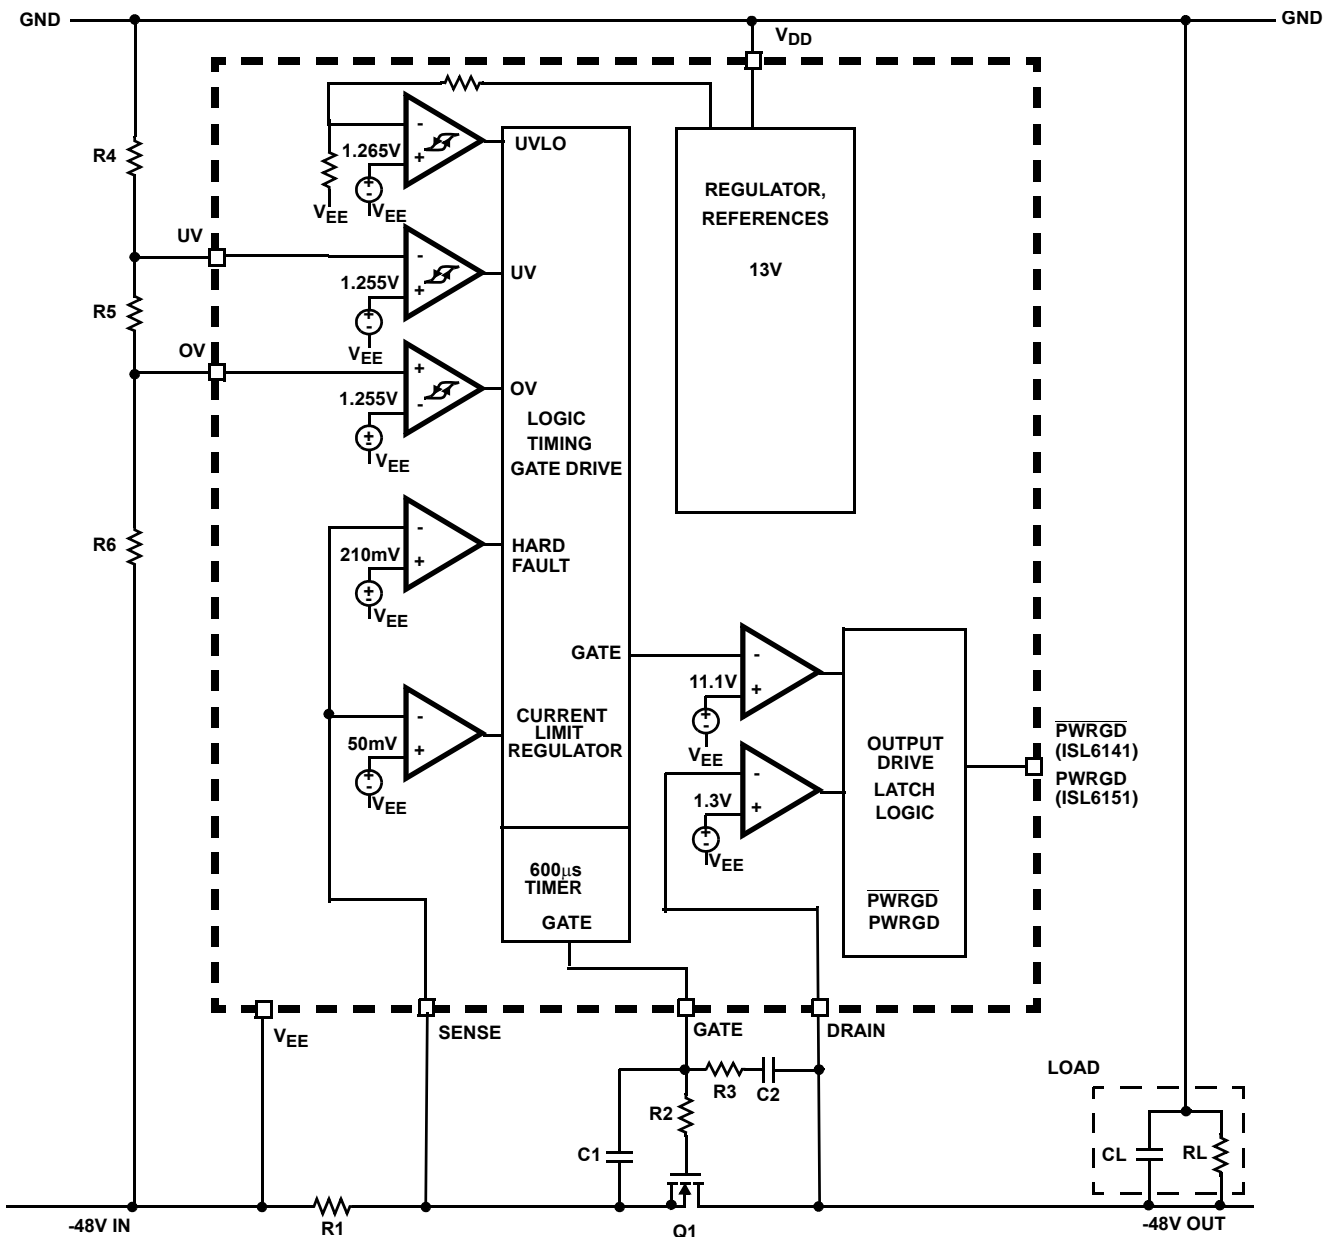 GND
GND
VDD
R4
1.265V
-
+
UVLO
+
-
VEE
VEE
REGULATOR,
REFERENCES
13V
UV
-
1.255V
+
UV
+
-
VEE
R5
OV
+
1.255V
-
OV
+
-
VEE
LOGIC
TIMING
GATE DRIVE
R6
-
210mV
+
HARD
FAULT
+
-
VEE
GATE
-
11.1V
+
+
-
VEE
-
50mV
+
CURRENT
LIMIT
REGULATOR
+
-
VEE
-
1.3V
+
+
-
VEE
OUTPUT
DRIVE
LATCH
LOGIC
PWRGD
PWRGD
PWRGD
(ISL6141)
PWRGD
(ISL6151)
600μs
TIMER
GATE
VEE
SENSE
GATE
DRAIN
R3
C2
R2
C1
LOAD
CL
RL
-48V IN
R1
Q1
-48V OUT